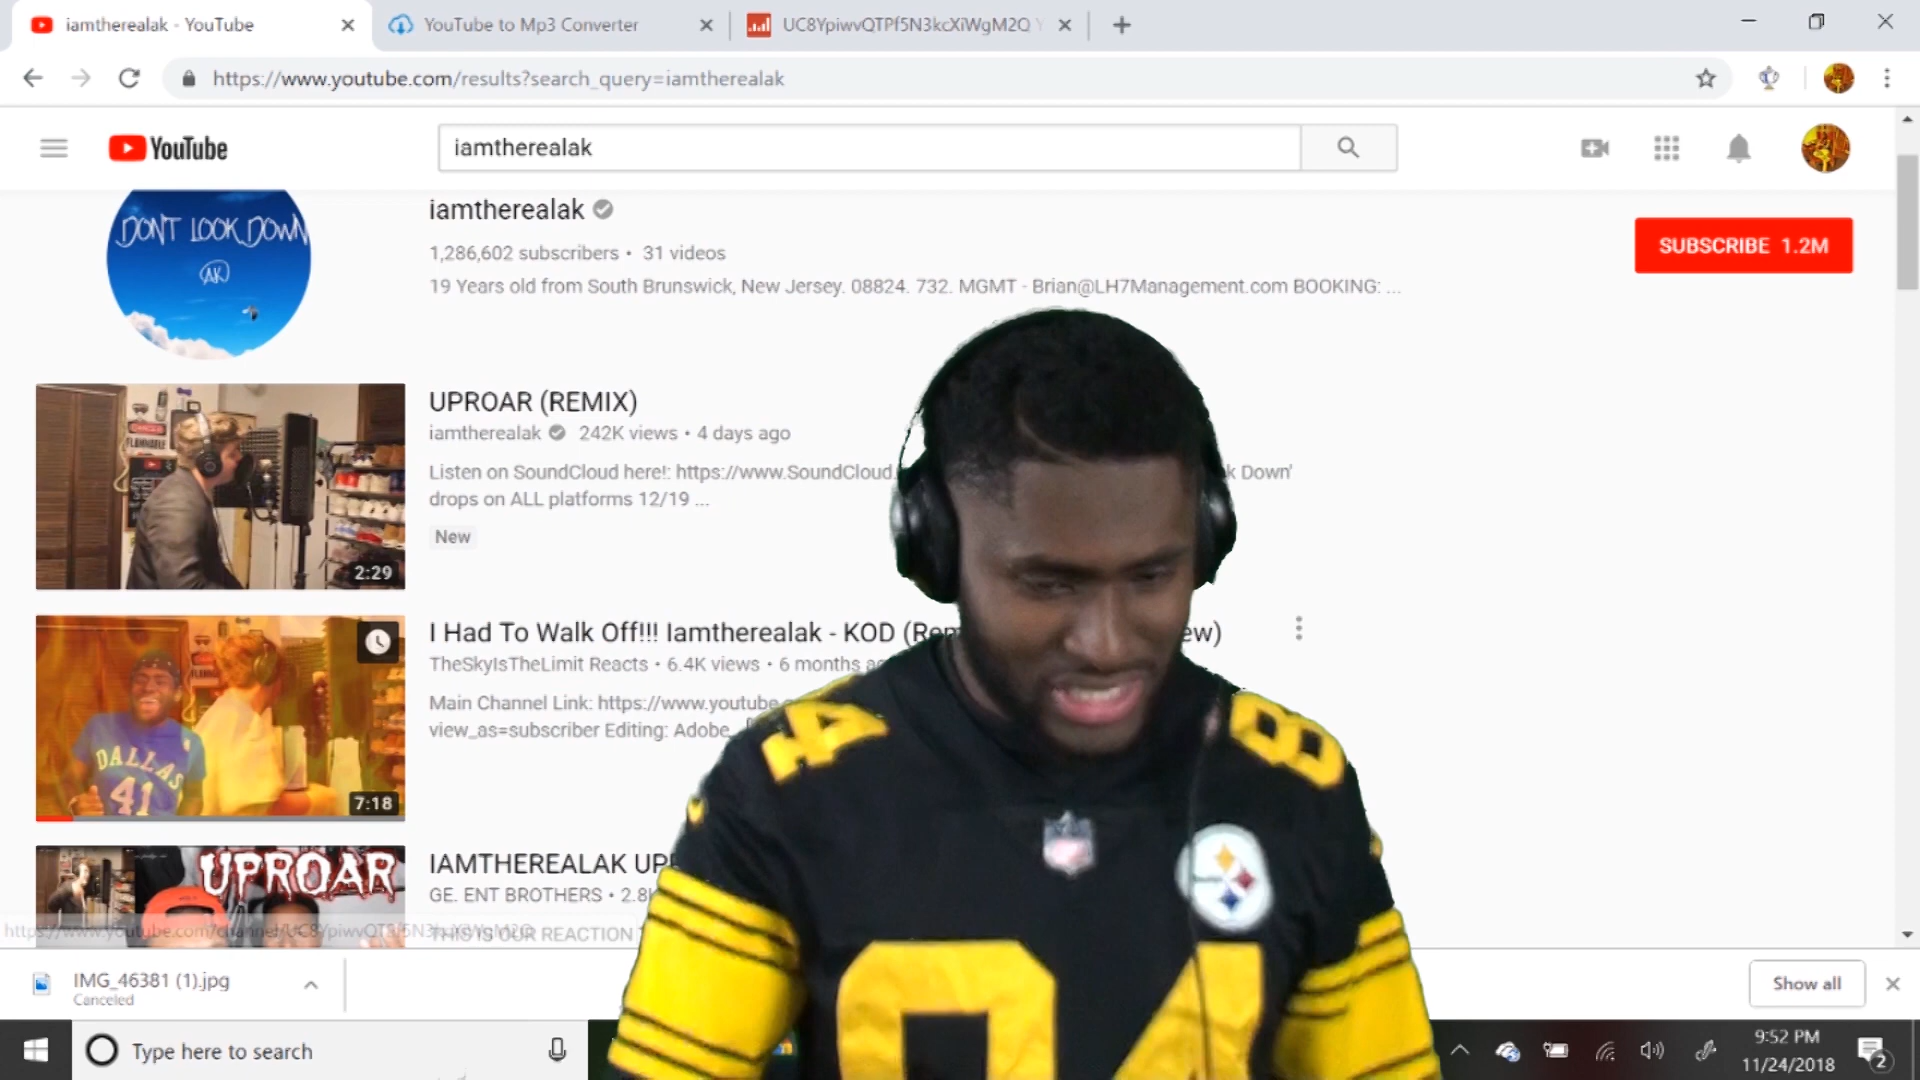 iamtherealak - YouTube
YouTube to Mp3 Converter
UC8YpiwvQTPf5N3kcXiWgM2Q
https://www.youtube.com/results?search_query=iamtherealak
YouTube
iamtherealak
DONT LOOK DOWN
AK
iamtherealak
1,286,602 subscribers • 31 videos
19 Years old from South Brunswick, New Jersey. 08824. 732. MGMT - Brian@LH7Management.com BOOKING: ...
SUBSCRIBE 1.2M
UPROAR (REMIX)
iamtherealak 242K views • 4 days ago
Listen on SoundCloud here!: https://www.SoundCloud. k Down'
drops on ALL platforms 12/19 ...
New
FLAMMABLE
2:29
I Had To Walk Off!!! Iamtherealak - KOD (Rem ew)
TheSkyIsTheLimit Reacts • 6.4K views • 6 months
Main Channel Link: https://www.youtube
view_as=subscriber Editing: Adobe
DALLAS
41
7:18
UPROAR
IAMTHEREALAK UP
GE. ENT BROTHERS • 2.8
THIS IS OUR REACTION
84
84
IMG_46381 (1).jpg
Canceled
Show all
Type here to search
9:52 PM
11/24/2018
2